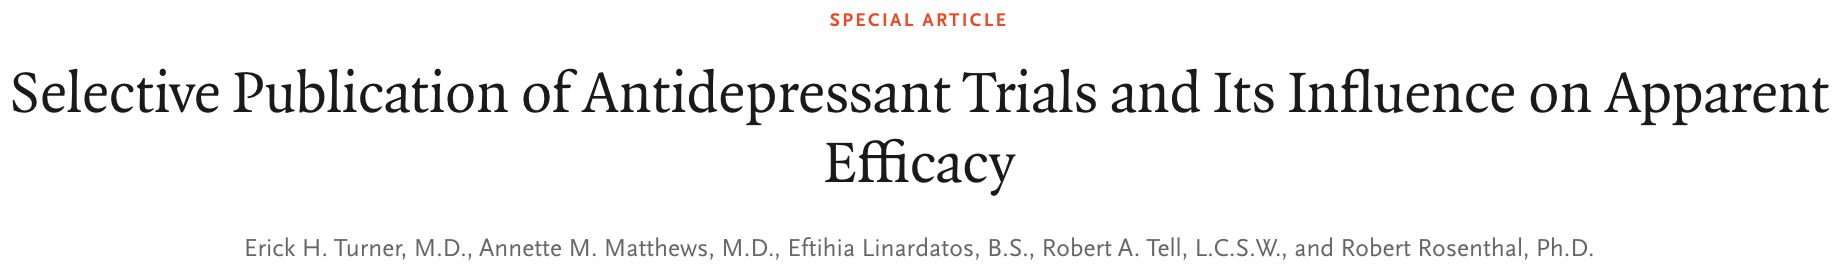 SPECIAL ARTICLE
Selective Publication of Antidepressant Trials and Its Influence on Apparent
Efficacy
Erick H. Turner, M.D., Annette M. Matthews, M.D., Eftihia Linardatos, B.S., Robert A. Tell, L.C.S.W., and Robert Rosenthal, Ph.D.